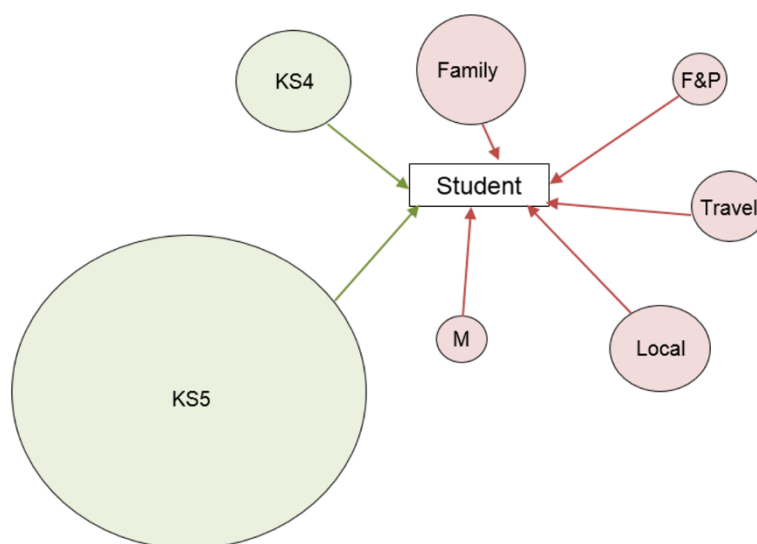 KS4
Family
F&P
Student
Travel
M
Local
KS5